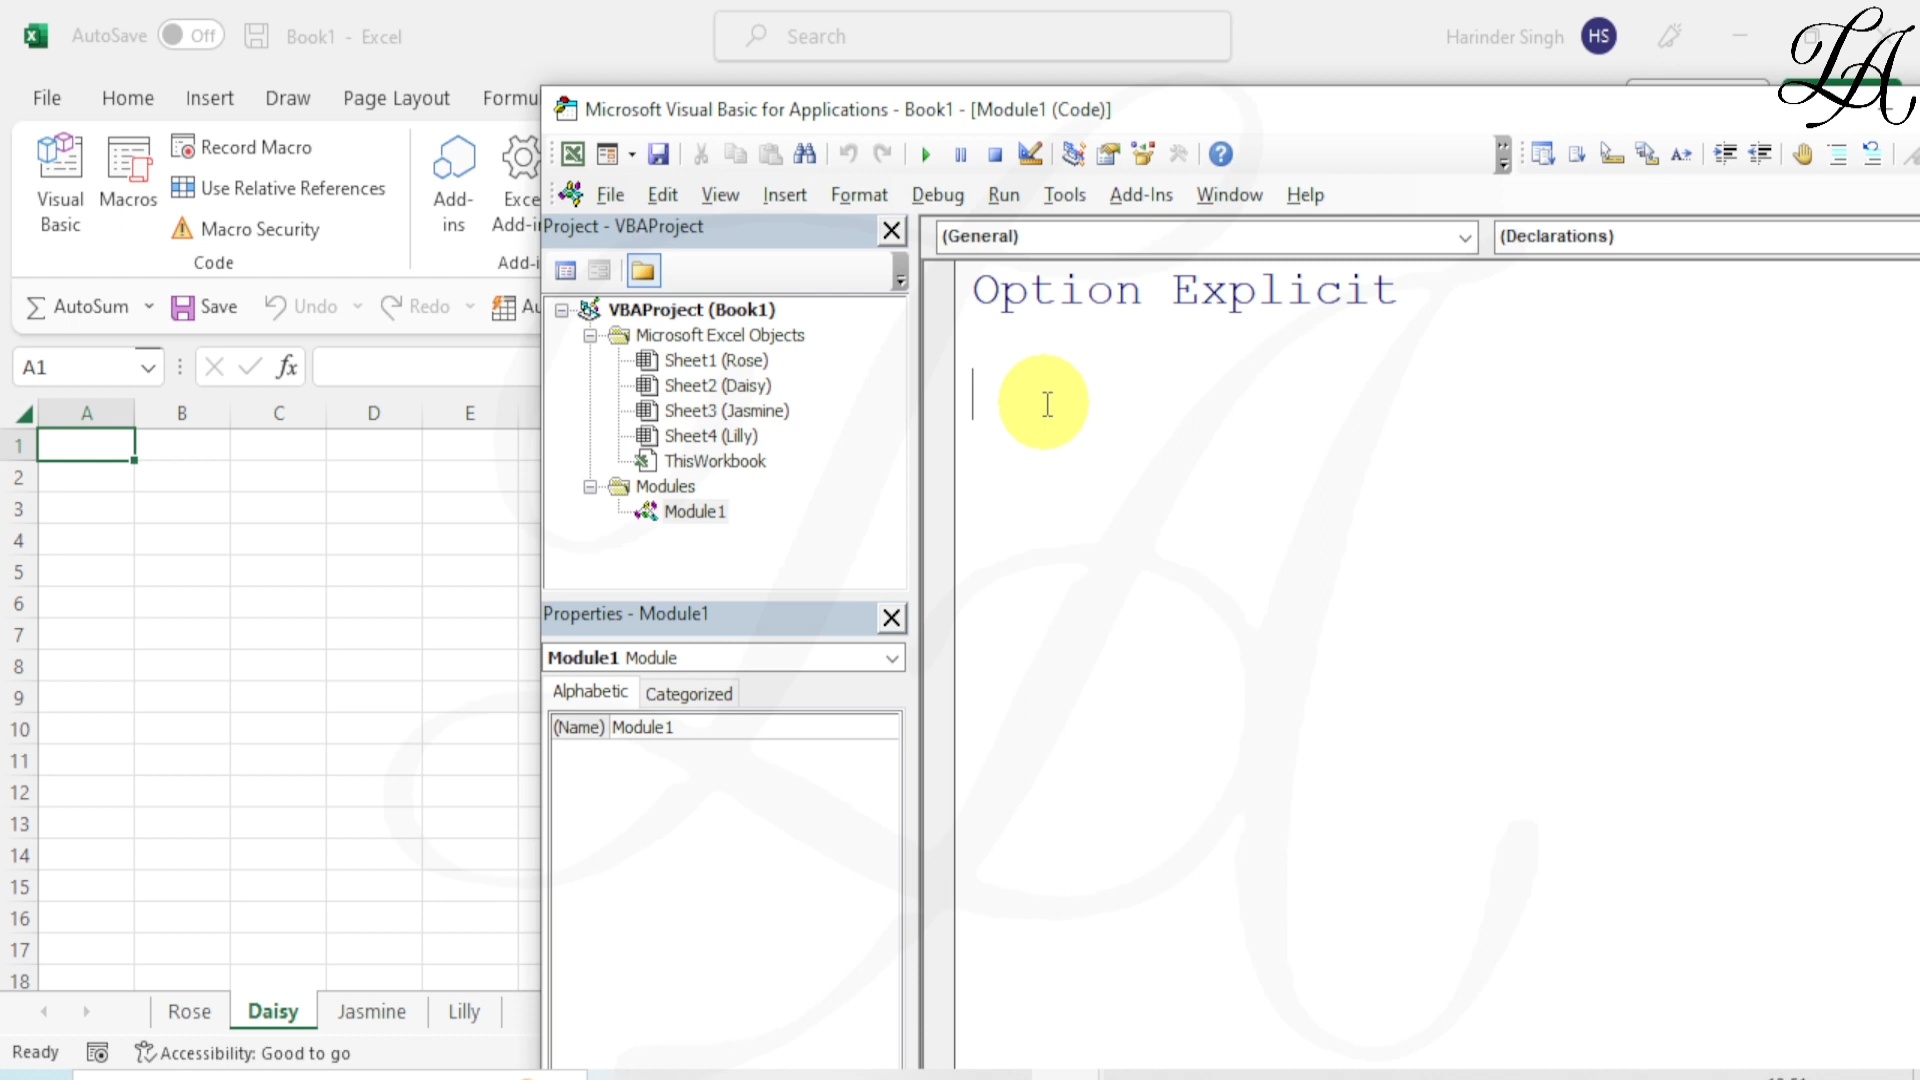 AutoSave Off Book1 - Excel Search Harinder Singh HS
LA
File Home Insert Draw Page Layout Formu
Visual Basic
Macros
Record Macro
Use Relative References
Macro Security
Code
Add-ins
Exce
Add-in
Add-i
AutoSum Save Undo Redo Au
A1 fx
A B C D E
1
2
3
4
5
6
7
8
9
10
11
12
13
14
15
16
17
18
Rose Daisy Jasmine Lilly
Ready Accessibility: Good to go
Microsoft Visual Basic for Applications - Book1 - [Module1 (Code)]
File Edit View Insert Format Debug Run Tools Add-Ins Window Help
Project - VBAProject
VBAProject (Book1)
Microsoft Excel Objects
Sheet1 (Rose)
Sheet2 (Daisy)
Sheet3 (Jasmine)
Sheet4 (Lilly)
ThisWorkbook
Modules
Module1
Properties - Module1
Module1 Module
Alphabetic Categorized
(Name) Module1
(General) (Declarations)
Option Explicit